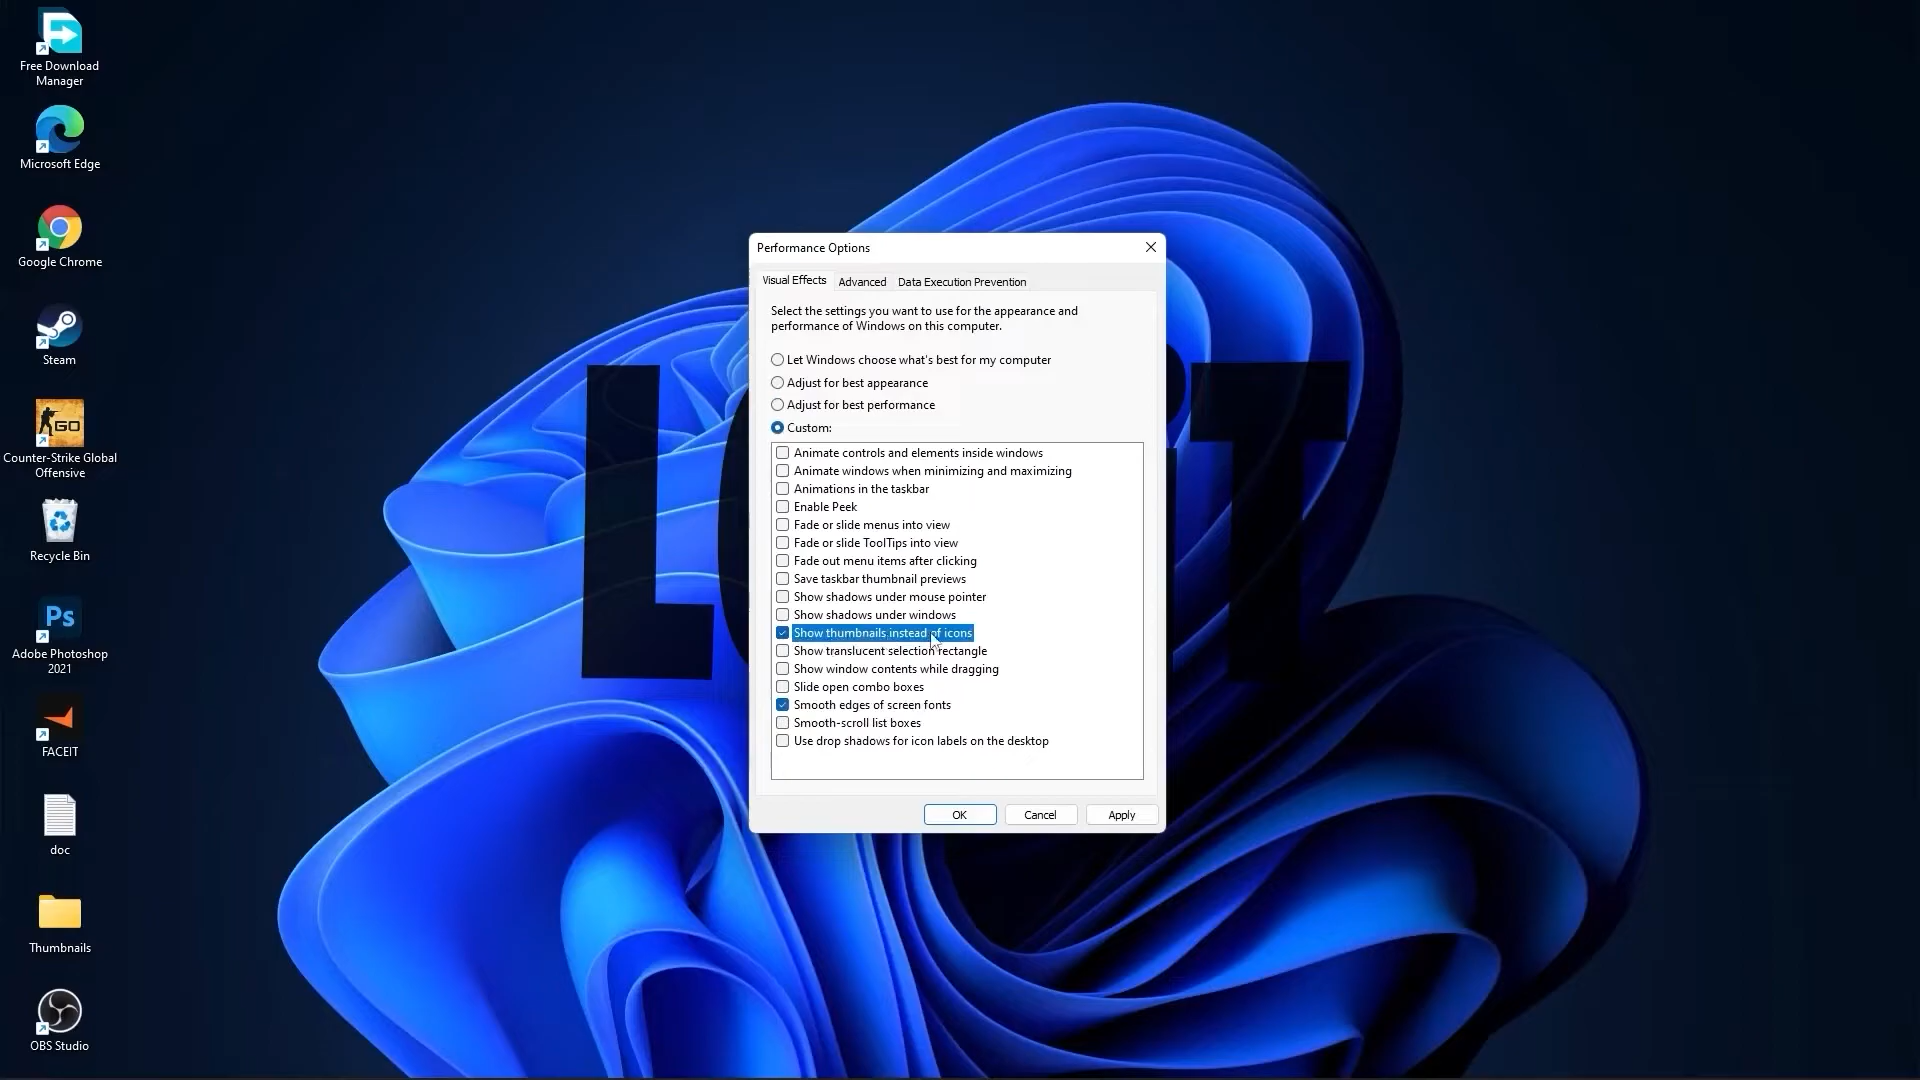 Free Download
Manager
Microsoft Edge
Google Chrome
Steam
GO
Counter-Strike Global
Offensive
Recycle Bin
Ps
Adobe Photoshop
2021
FACEIT
doc
Thumbnails
OBS Studio
Performance Options
Visual Effects Advanced Data Execution Prevention
Select the settings you want to use for the appearance and
performance of Windows on this computer.
Let Windows choose what's best for my computer
Adjust for best appearance
Adjust for best performance
Custom:
Animate controls and elements inside windows
Animate windows when minimizing and maximizing
Animations in the taskbar
Enable Peek
Fade or slide menus into view
Fade or slide ToolTips into view
Fade out menu items after clicking
Save taskbar thumbnail previews
Show shadows under mouse pointer
Show shadows under windows
Show thumbnails instead of icons
Show translucent selection rectangle
Show window contents while dragging
Slide open combo boxes
Smooth edges of screen fonts
Smooth-scroll list boxes
Use drop shadows for icon labels on the desktop
OK Cancel Apply